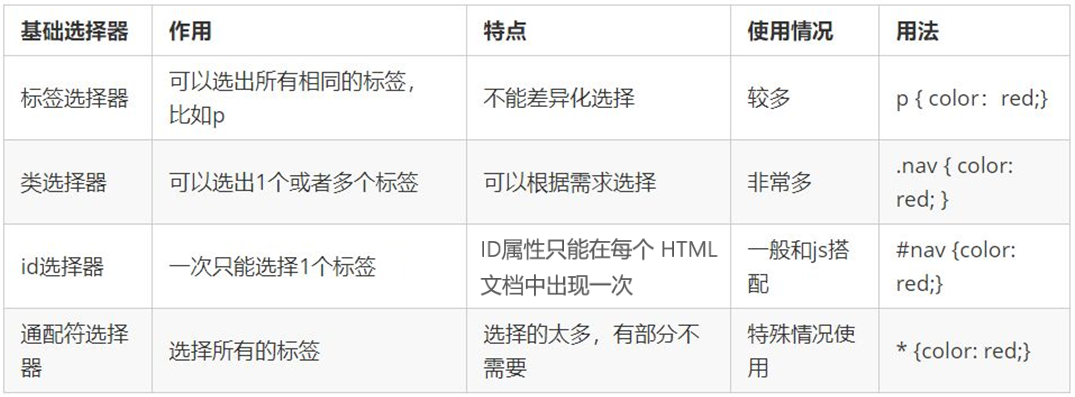 基础选择器 作用 特点 使用情况 用法
标签选择器 可以选出所有相同的标签， 不能差异化选择 较多 p { color：red;}
比如p
类选择器 可以选出1个或者多个标签 可以根据需求选择 非常多 .nav { color:
red; }
id选择器 一次只能选择1个标签 ID属性只能在每个 HTML 一般和js搭 #nav {color:
文档中出现一次 配 red;}
通配符选择 选择所有的标签 选择的太多，有部分不 特殊情况使 * {color: red;}
器 需要 用